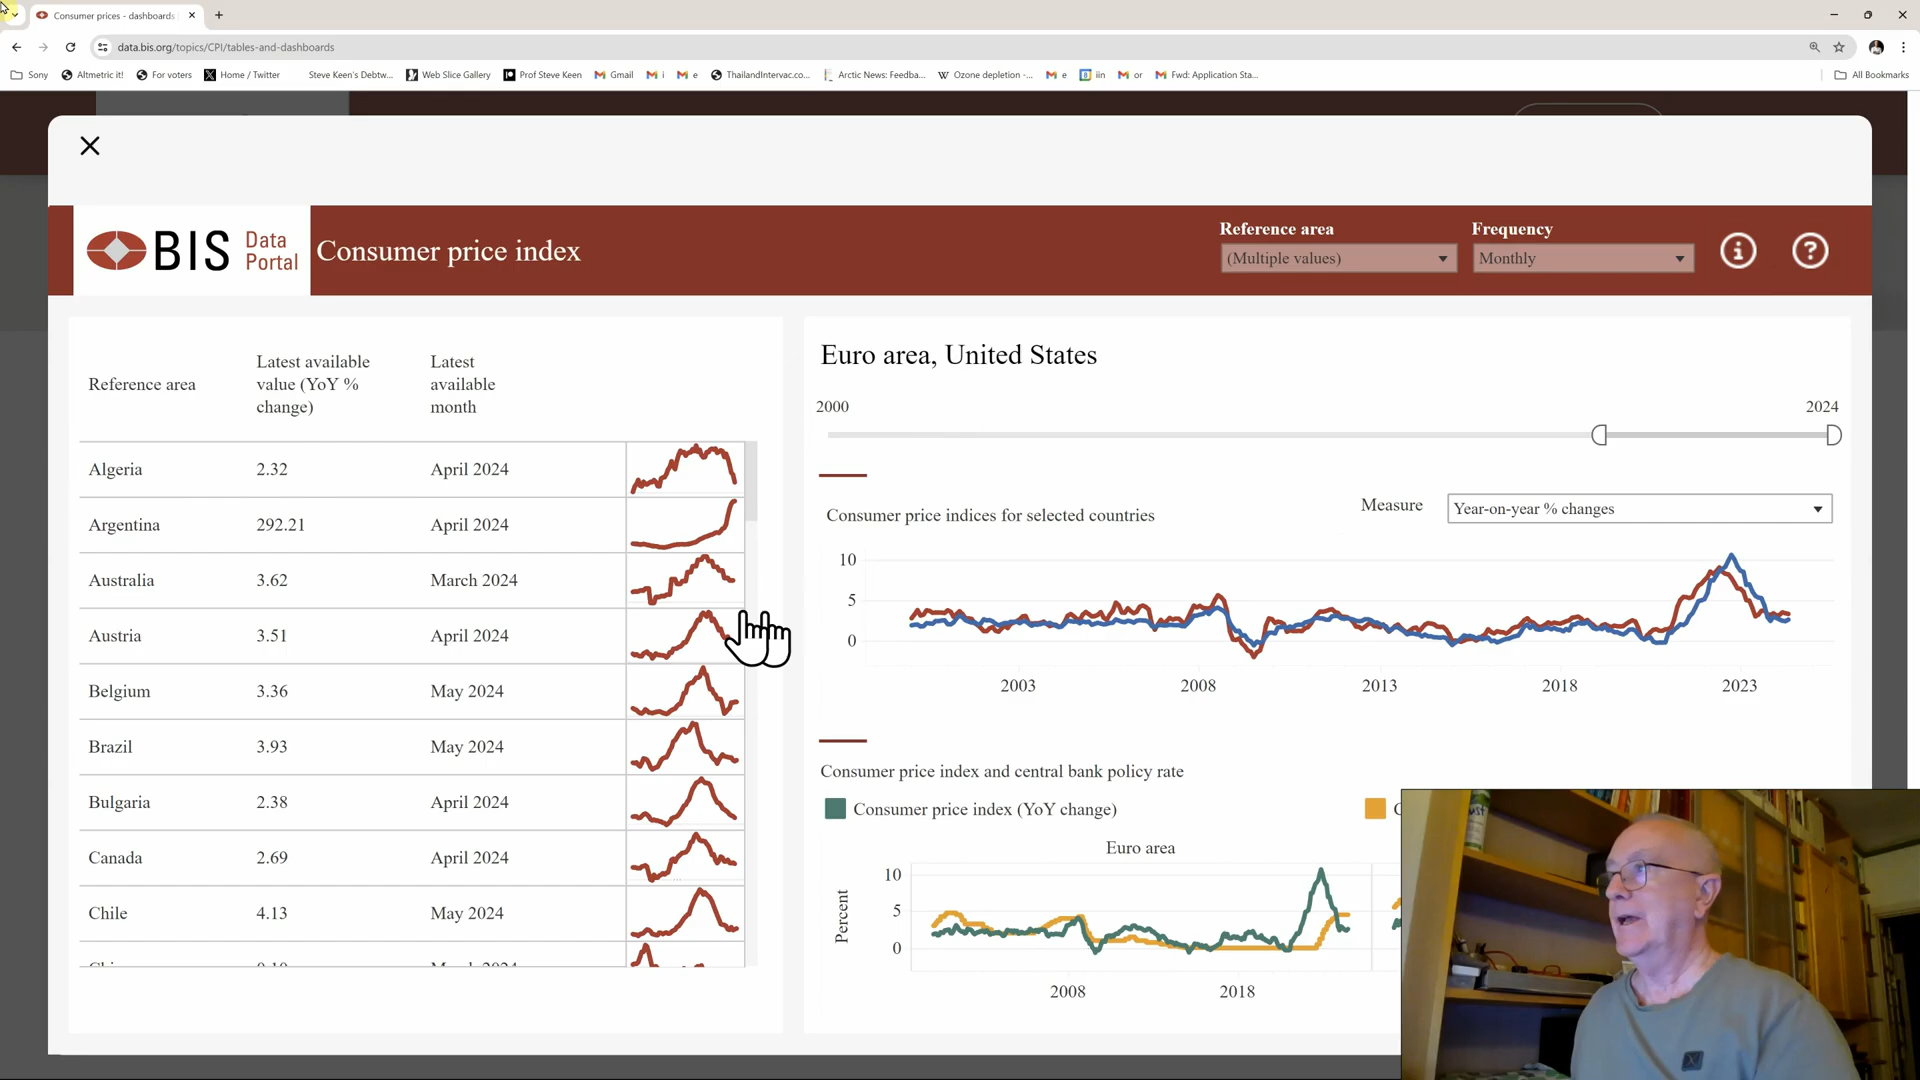 Consumer prices - dashboards
data.bis.org/topics/CPI/tables-and-dashboards
Sony
Altmetric it!
For voters
Home / Twitter
Steve Keen's Debtw...
Web Slice Gallery
Prof Steve Keen
Gmail
i
e
ThailandIntervac.co...
Arctic News: Feedba...
Ozone depletion -...
e
iin
or
Fwd: Application Sta...
All Bookmarks
BIS
Data
Portal
Consumer price index
Reference area
(Multiple values)
Frequency
Monthly
Reference area
Latest available
value (YoY %
change)
Latest
available
month
Algeria 2.32 April 2024
Argentina 292.21 April 2024
Australia 3.62 March 2024
Austria 3.51 April 2024
Belgium 3.36 May 2024
Brazil 3.93 May 2024
Bulgaria 2.38 April 2024
Canada 2.69 April 2024
Chile 4.13 May 2024
Euro area, United States
2000 2024
Consumer price indices for selected countries
Measure
Year-on-year % changes
10
5
0
2003 2008 2013 2018 2023
Consumer price index and central bank policy rate
Consumer price index (YoY change)
Euro area
Percent
10
5
0
2008 2018